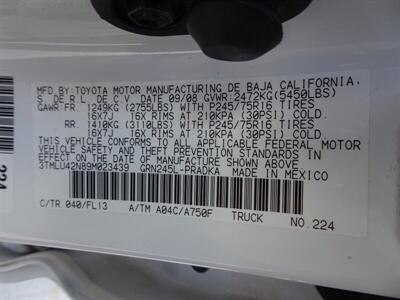 MFD.BY:TOYOTA MOTOR MANUFACTURING DE BAJA CALIFORNIA,
S. DE R.L. DE C.V. DATE 09/08 GVWR:2472KG(5450LBS)
GAWR FR. 1249KG (2755LBS) WITH P245/75R16 TIRES
16X7J 16X RIMS AT 210KPA (30PSI) COLD
RR. 1410KG (3110LBS) WITH P245/75R16 TIRES
16X7J 16X RIMS AT 210KPA (30PSI) COLD
THIS VEHICLE CONFORMS TO ALL APPLICABLE FEDERAL MOTOR
VEHICLE SAFETY AND THEFT PREVENTION STANDARDS IN
EFFECT ON THE DATE OF MANUFACTURE SHOWN ABOVE.
3TMLU42N89M023439 GRN245L-PRADKA MADE IN MEXICO
C/TR 040/FL13 A/TM A04C/A750F TRUCK NO.224
224